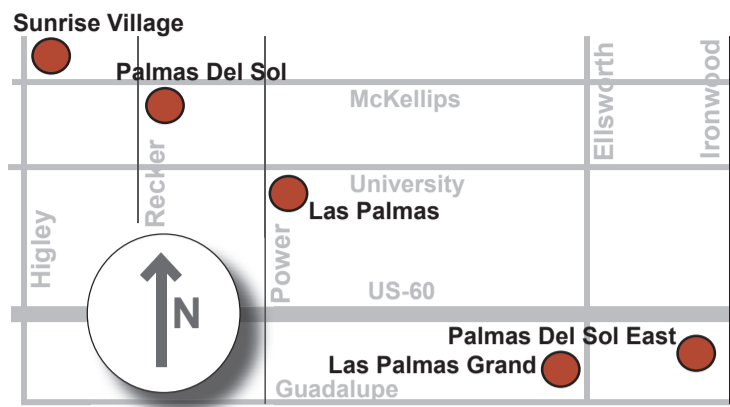 Sunrise Village
Palmas Del Sol
McKellips
Ellsworth
Ironwood
Recker
University
Las Palmas
Higley
Power
US-60
N
Palmas Del Sol East
Las Palmas Grand
Guadalupe